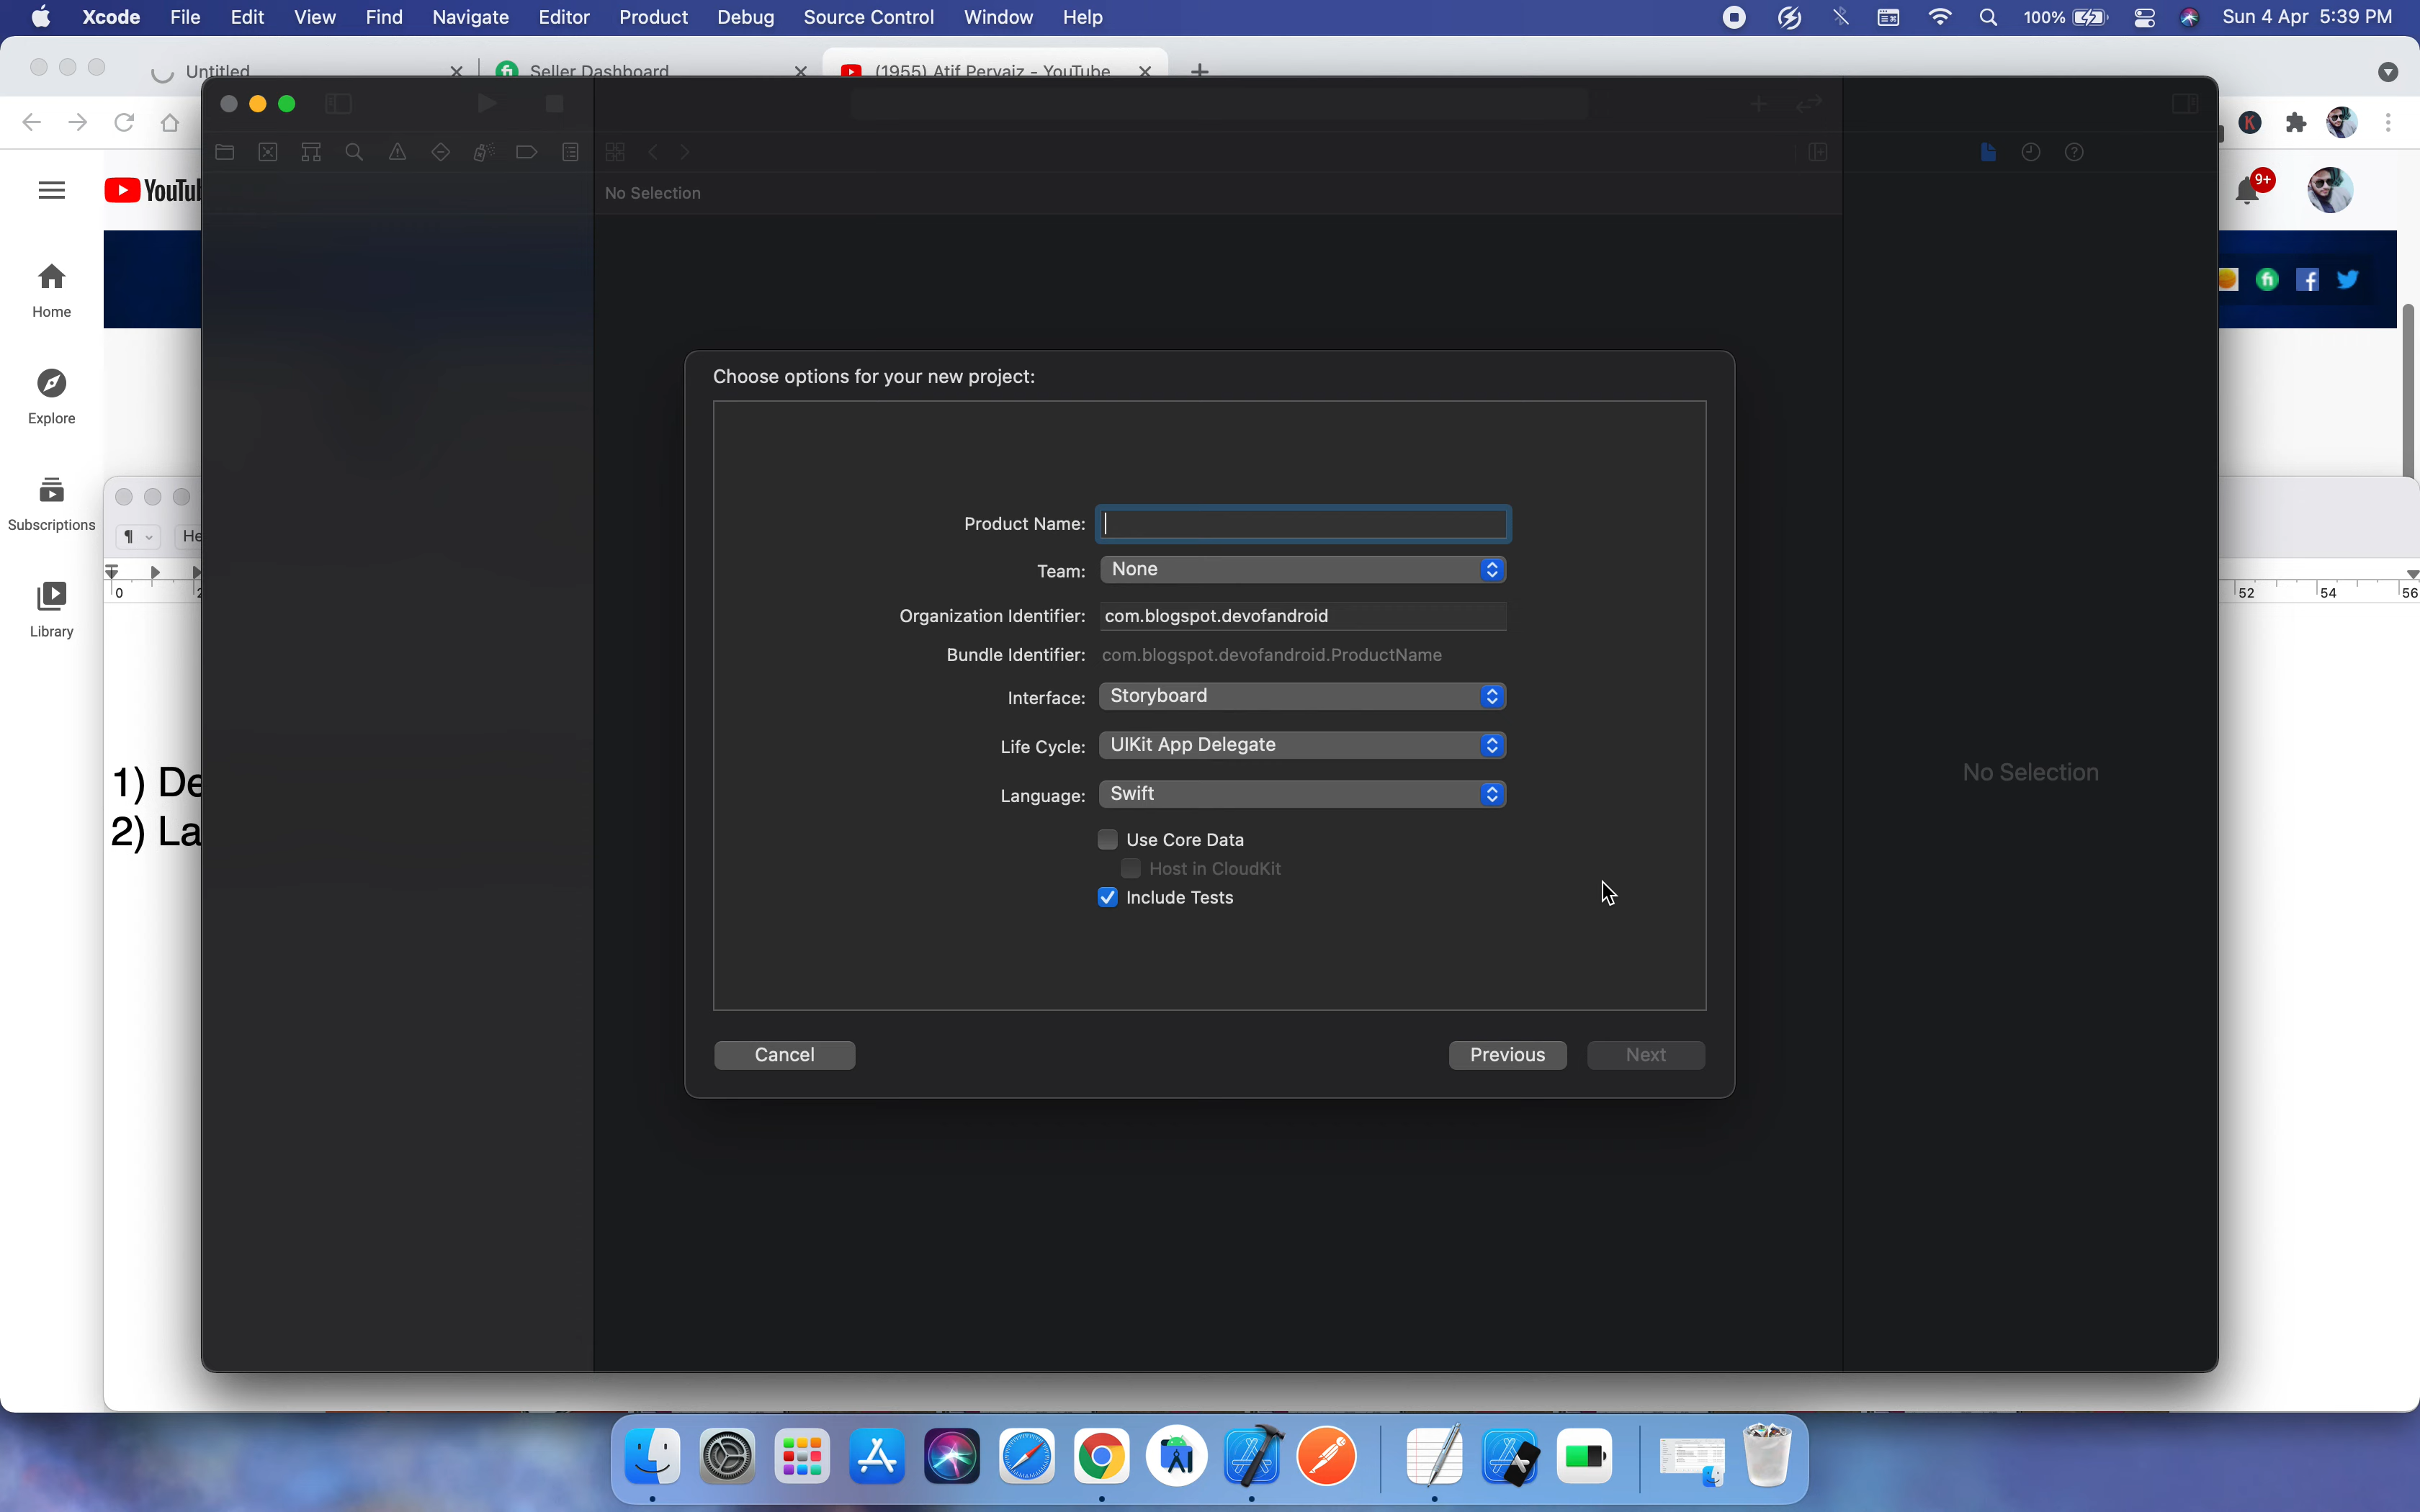 Xcode File Edit View Find Navigate Editor Product Debug Source Control Window Help 100% Sun 4 Apr 5:39 PM
Untitled Seller Dashboard (1955) Atif Pervaiz - YouTube
K
YouTu
9+
No Selection
Home
Explore
Subscriptions
Library
He
0 52 54 56
1) De
2) La
Choose options for your new project:
Product Name:
Team: None
Organization Identifier: com.blogspot.devofandroid
Bundle Identifier: com.blogspot.devofandroid.ProductName
Interface: Storyboard
Life Cycle: UIKit App Delegate
Language: Swift
Use Core Data
Host in CloudKit
Include Tests
No Selection
Cancel Previous Next